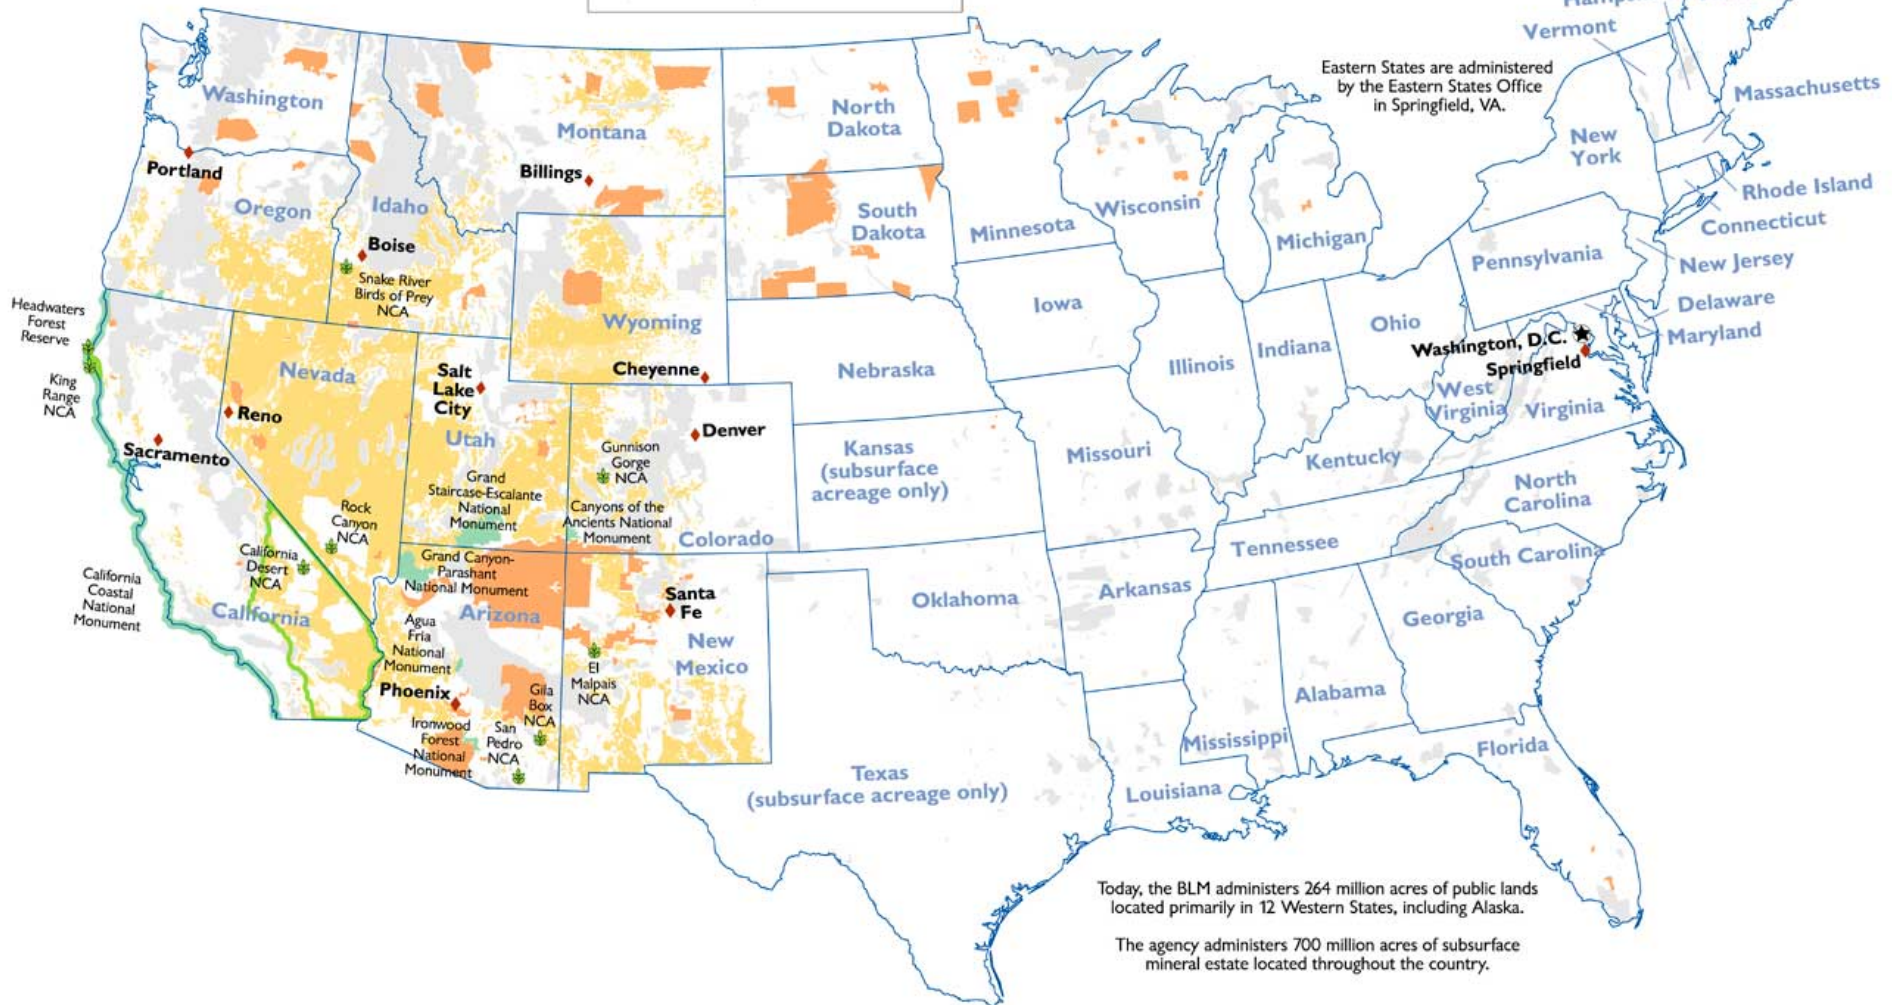 Vermont
Eastern States are administered
by the Eastern States Office
in Springfield, VA.
Massachusetts
Washington
North
Dakota
Montana
New
York
Portland
Billings
Rhode Island
Oregon
Idaho
South
Dakota
Minnesota
Wisconsin
Michigan
Connecticut
Boise
Pennsylvania
New Jersey
Snake River
Birds of Prey
NCA
Headwaters
Forest
Reserve
Wyoming
Iowa
Ohio
Delaware
Maryland
Washington, D.C.
Springfield
Nevada
Salt
Lake
City
Cheyenne
Nebraska
Illinois
Indiana
King
Range
NCA
West
Virginia
Virginia
Reno
Utah
Denver
Sacramento
Gunnison
Gorge
NCA
Kansas
(subsurface
acreage only)
Missouri
Kentucky
Grand
Staircase-Escalante
National
Monument
North
Carolina
Rock
Canyon
NCA
Canyons of the
Ancients National
Monument
Colorado
California
Desert
NCA
Grand Canyon-
Parashant
National Monument
Tennessee
South Carolina
California
Coastal
National
Monument
California
Arizona
Santa
Fe
Oklahoma
Arkansas
Georgia
Agua
Fria
National
Monument
New
Mexico
El
Malpais
NCA
Phoenix
Gila
Box
NCA
Alabama
Ironwood
Forest
National
Monument
San
Pedro
NCA
Mississippi
Florida
Texas
(subsurface acreage only)
Louisiana
Today, the BLM administers 264 million acres of public lands
located primarily in 12 Western States, including Alaska.
The agency administers 700 million acres of subsurface
mineral estate located throughout the country.